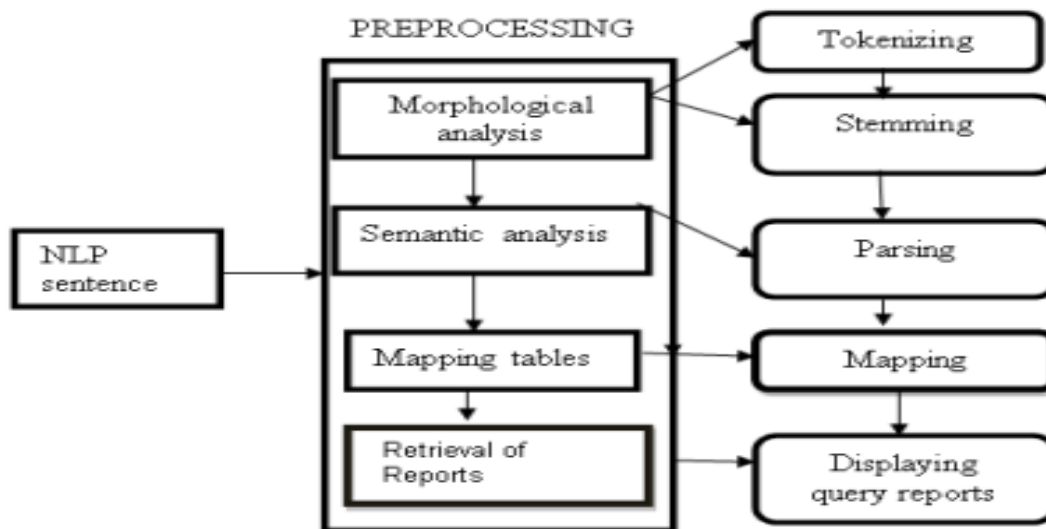 PREPROCESSING
NLP
sentence
Morphological
analysis
Semantic analysis
Mapping tables
Retrieval of
Reports
Tokenizing
Stemming
Parsing
Mapping
Displaying
query reports